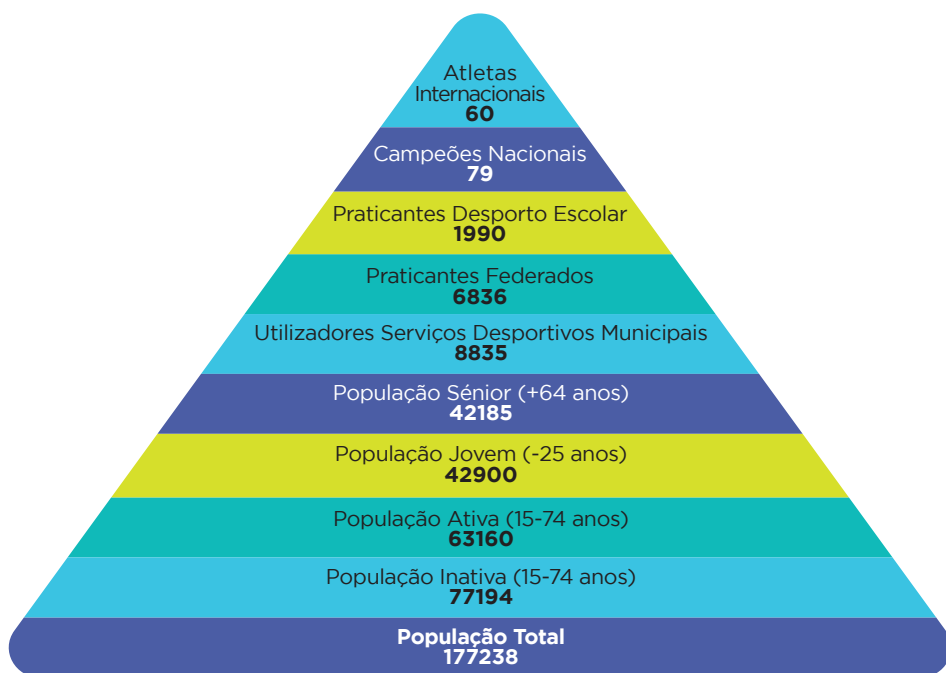 Atletas
Internacionais
60
Campeões Nacionais
79
Praticantes Desporto Escolar
1990
Praticantes Federados
6836
Utilizadores Serviços Desportivos Municipais
8835
População Sénior (+64 anos)
42185
População Jovem (-25 anos)
42900
População Ativa (15-74 anos)
63160
População Inativa (15-74 anos)
77194
População Total
177238